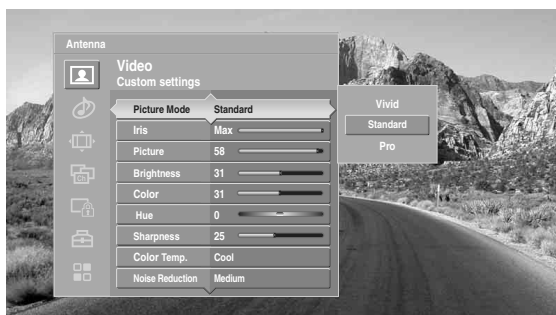 Antenna
Video
Custom settings
Picture Mode Standard
Iris Max
Picture 58
Brightness 31
Color 31
Hue 0
Sharpness 25
Color Temp. Cool
Noise Reduction Medium
Vivid
Standard
Pro